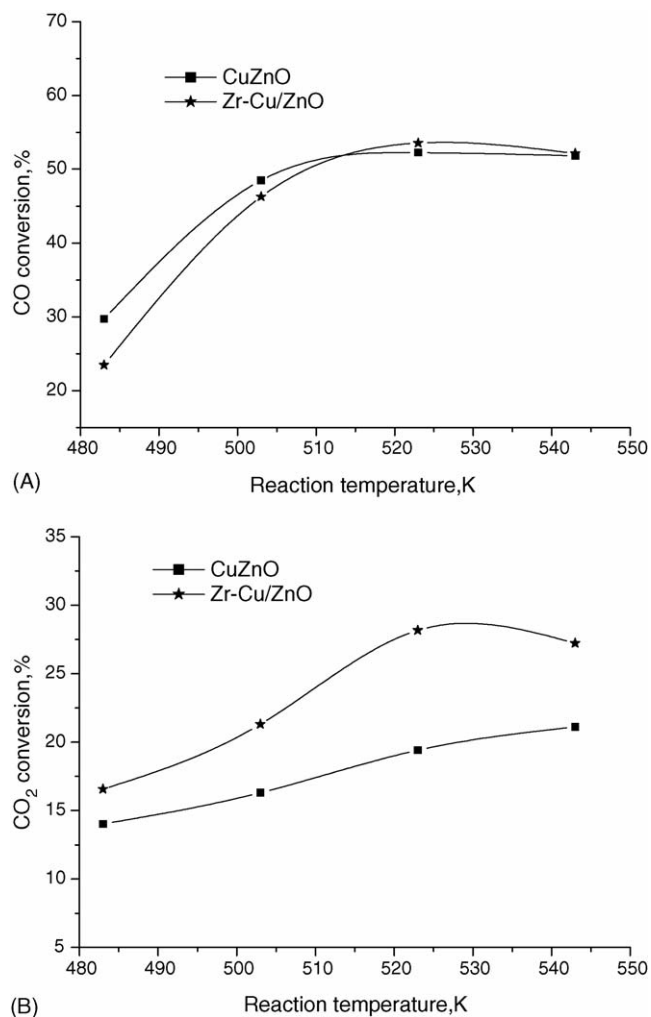 70
60
50
40
30
20
CO conversion,%
CuZnO
Zr-Cu/ZnO
480 490 500 510 520 530 540 550
(A) Reaction temperature,K
35
30
25
20
15
10
5
CO₂ conversion,%
CuZnO
Zr-Cu/ZnO
480 490 500 510 520 530 540 550
(B) Reaction temperature,K